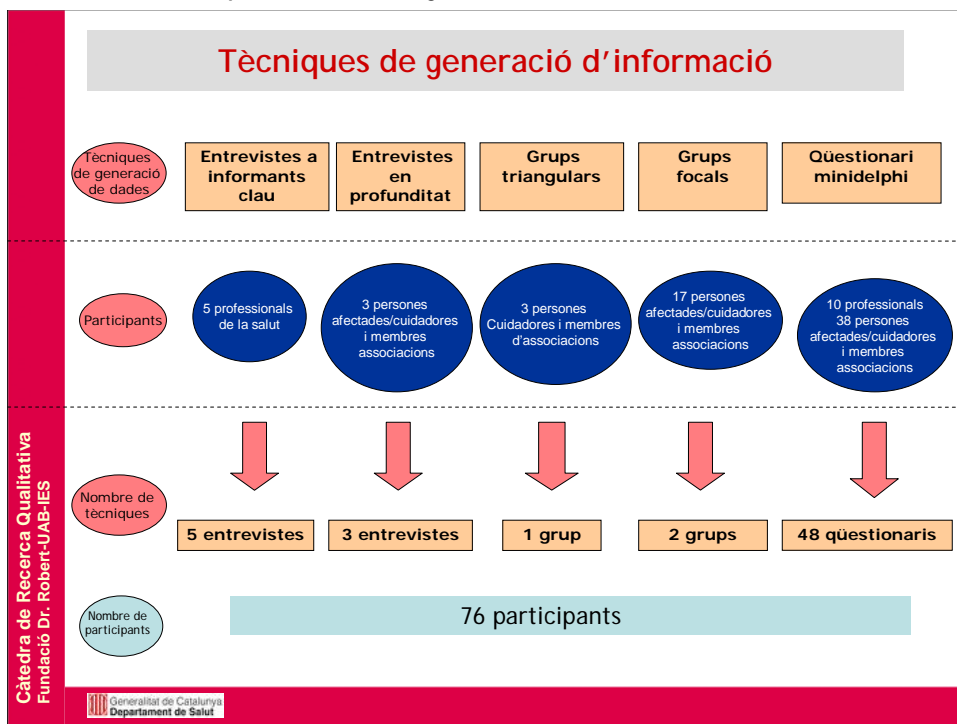 Tècniques de generació d'informació
Tècniques
de generació
de dades
Entrevistes a
informants
clau
Entrevistes
en
profunditat
Grups
triangulars
Grups
focals
Qüestionari
minidelphi
Participants
5 professionals
de la salut
3 persones
afectades/cuidadores
i membres
associacions
3 persones
Cuidadores i membres
d'associacions
17 persones
afectades/cuidadores
i membres
associacions
10 professionals
38 persones
afectades/cuidadores
i membres
associacions
Nombre de
tècniques
5 entrevistes
3 entrevistes
1 grup
2 grups
48 qüestionaris
Nombre de
participants
76 participants
Càtedra de Recerca Qualitativa
Fundació Dr. Robert-UAB-IES
Generalitat de Catalunya
Departament de Salut